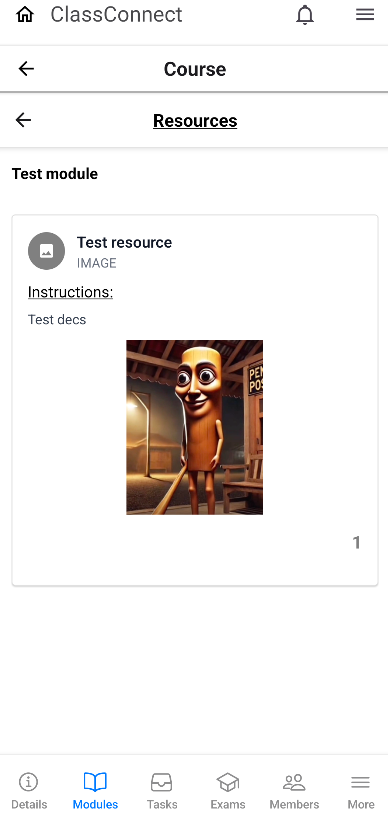 ClassConnect
Course
Resources
Test module
Test resource
IMAGE
Instructions:
Test decs
PEN
POS
1
Details
Modules
Tasks
Exams
Members
More